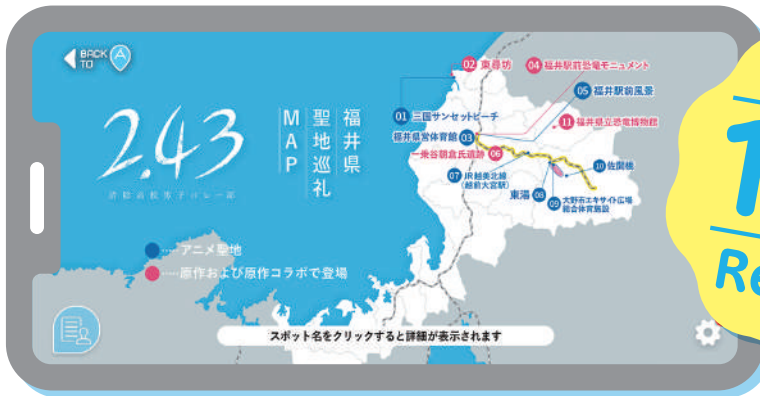 BACK
TO
A
2.43
清陰高校男子バレー部
福井県
聖地巡礼
MAP
02 東尋坊
04 福井駅前恐竜モニュメント
05 福井駅前風景
01 三国サンセットビーチ
11 福井県立恐竜博物館
福井県営体育館 03
一乗谷朝倉氏遺跡 06
10 佐開橋
07 JR越美北線
(越前大宮駅)
東湯 08
09 大野市エキサイト広場
総合体育施設
アニメ聖地
原作および原作コラボで登場
スポット名をクリックすると詳細が表示されます